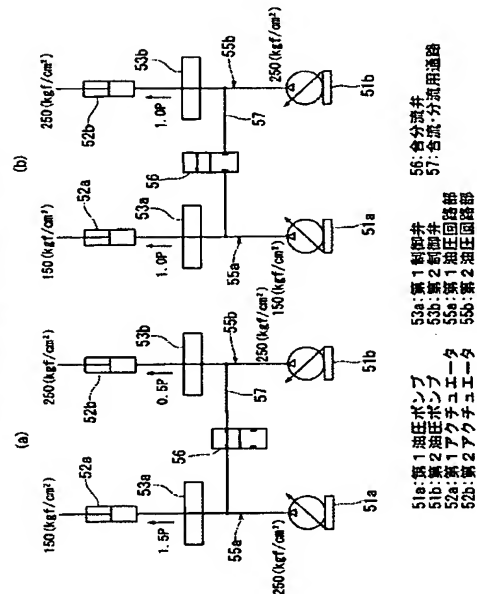 (a)
150(kgf/cm²)
52a
250(kgf/cm²)
52b
1.5P
53a
0.5P
53b
56
57
55a
55b
250(kgf/cm²)
250(kgf/cm²)
51a
51b
(b)
150(kgf/cm²)
52a
250(kgf/cm²)
52b
1.0P
53a
1.0P
53b
56
57
55a
55b
150(kgf/cm²)
250(kgf/cm²)
51a
51b
51a:第1油圧ポンプ
51b:第2油圧ポンプ
52a:第1アクチュエータ
52b:第2アクチュエータ
53a:第1制御弁
53b:第2制御弁
55a:第1油圧回路部
55b:第2油圧回路部
56:合分流弁
57:合流・分流用通路